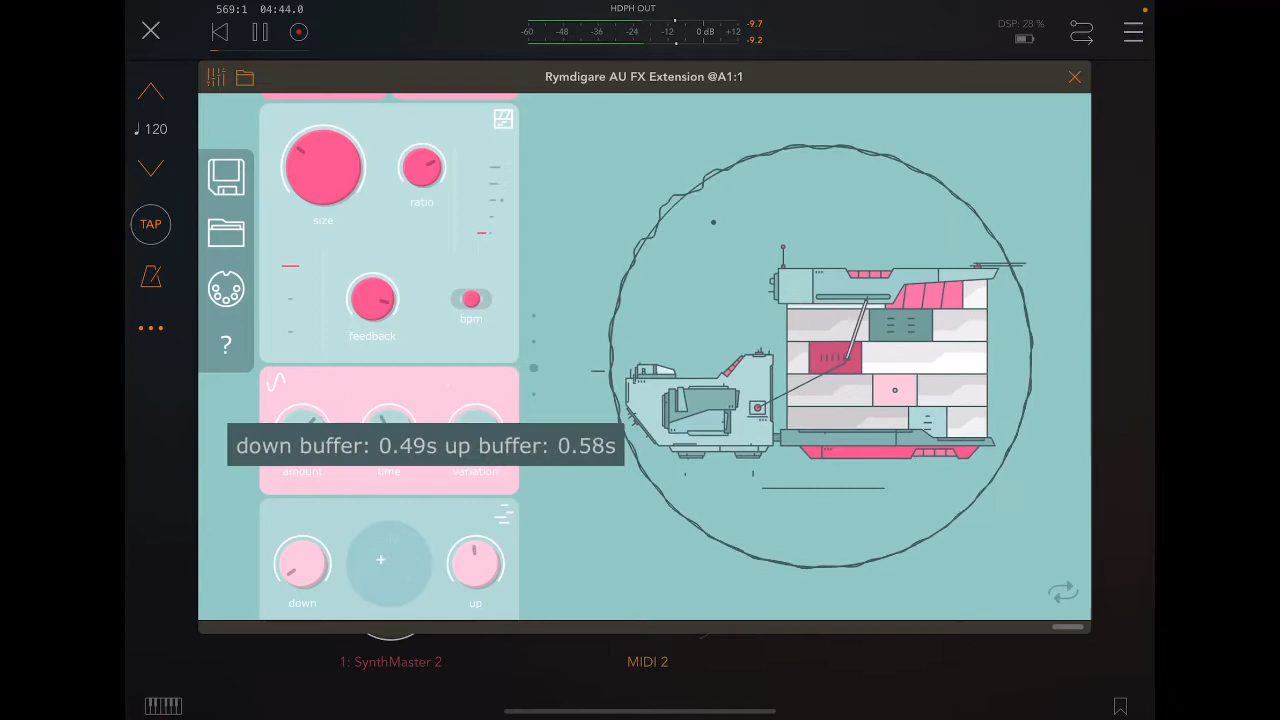 569:1 04:44.0
HDPH OUT
-60 -48 -36 -24 -12 0 dB +12
-9.7
-9.2
DSP: 28 %
Rymdigare AU FX Extension @A1:1
120
TAP
size
ratio
feedback
bpm
?
down buffer: 0.49s up buffer: 0.58s
amount time variation
down
up
1: SynthMaster 2
MIDI 2